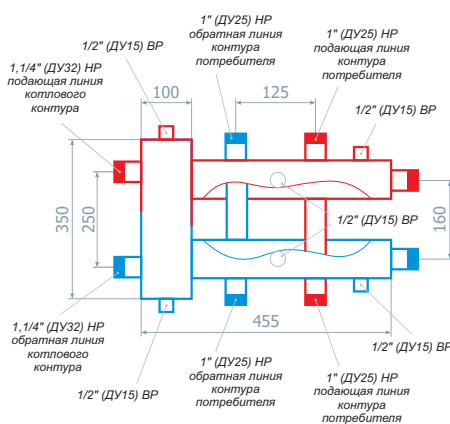 1" (ДУ25) НР
обратная линия
контура
потребителя
1" (ДУ25) НР
подающая линия
контура
потребителя
1/2" (ДУ15) ВР
1,1/4" (ДУ32) НР
подающая линия
котлового
контура
100
125
1/2" (ДУ15) ВР
350
250
1/2" (ДУ15) ВР
160
455
1,1/4" (ДУ32) НР
обратная линия
котлового
контура
1/2" (ДУ15) ВР
1/2" (ДУ15) ВР
1" (ДУ25) НР
обратная линия
контура
потребителя
1" (ДУ25) НР
подающая линия
контура
потребителя